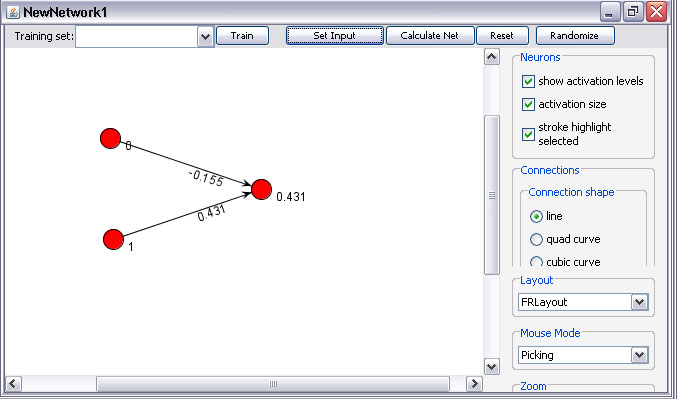 NewNetwork1
Training set: Train Set Input Calculate Net Reset Randomize
Neurons
show activation levels
activation size
stroke highlight
selected
Connections
Connection shape
line
quad curve
cubic curve
Layout
FRLayout
Mouse Mode
Picking
Zoom
0
-0.155
0.431
0.431
1